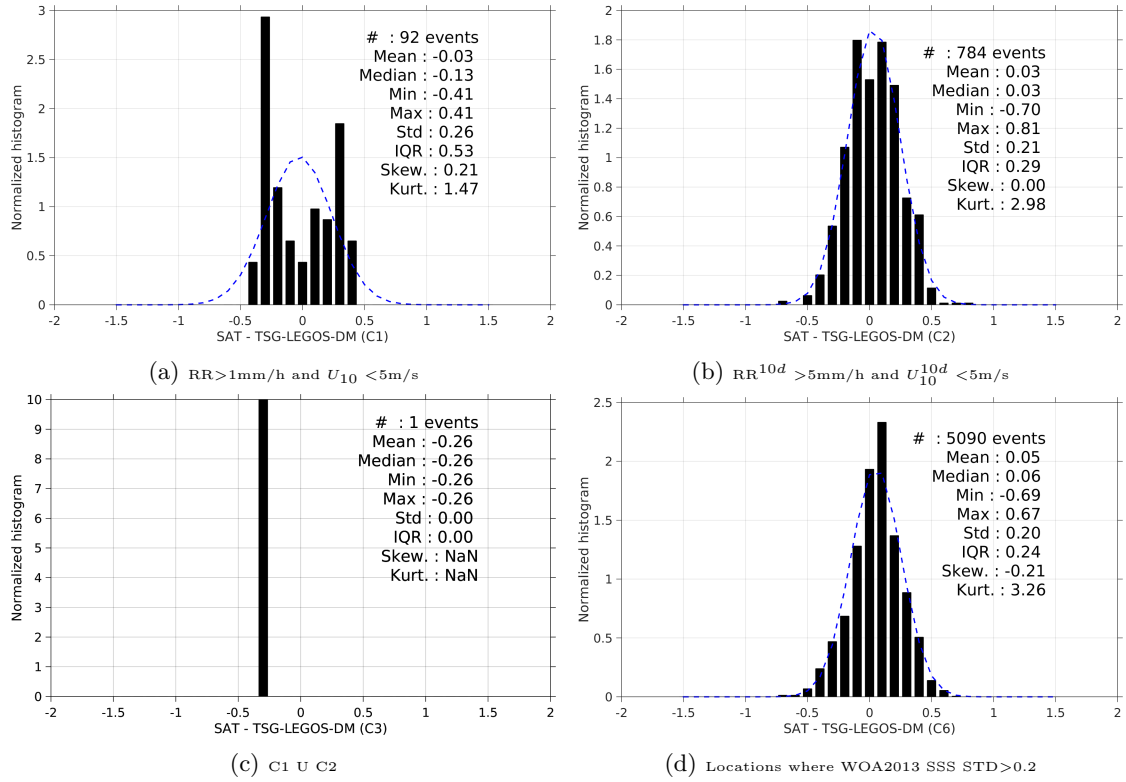 3
2.5
2
1.5
1
0.5
0
Normalized histogram
# : 92 events
Mean : -0.03
Median : -0.13
Min : -0.41
Max : 0.41
Std : 0.26
IQR : 0.53
Skew. : 0.21
Kurt. : 1.47
-2 -1.5 -1 -0.5 0 0.5 1 1.5 2
SAT - TSG-LEGOS-DM (C1)
(a) RR>1mm/h and U10 <5m/s
2
1.8
1.6
1.4
1.2
1
0.8
0.6
0.4
0.2
0
Normalized histogram
# : 784 events
Mean : 0.03
Median : 0.03
Min : -0.70
Max : 0.81
Std : 0.21
IQR : 0.29
Skew. : 0.00
Kurt. : 2.98
-2 -1.5 -1 -0.5 0 0.5 1 1.5 2
SAT - TSG-LEGOS-DM (C2)
(b) RR10d >5mm/h and U10d10 <5m/s
10
9
8
7
6
5
4
3
2
1
0
Normalized histogram
# : 1 events
Mean : -0.26
Median : -0.26
Min : -0.26
Max : -0.26
Std : 0.00
IQR : 0.00
Skew. : NaN
Kurt. : NaN
-2 -1.5 -1 -0.5 0 0.5 1 1.5 2
SAT - TSG-LEGOS-DM (C3)
(c) C1 U C2
2.5
2
1.5
1
0.5
0
Normalized histogram
# : 5090 events
Mean : 0.05
Median : 0.06
Min : -0.69
Max : 0.67
Std : 0.20
IQR : 0.24
Skew. : -0.21
Kurt. : 3.26
-2 -1.5 -1 -0.5 0 0.5 1 1.5 2
SAT - TSG-LEGOS-DM (C6)
(d) Locations where WOA2013 SSS STD>0.2